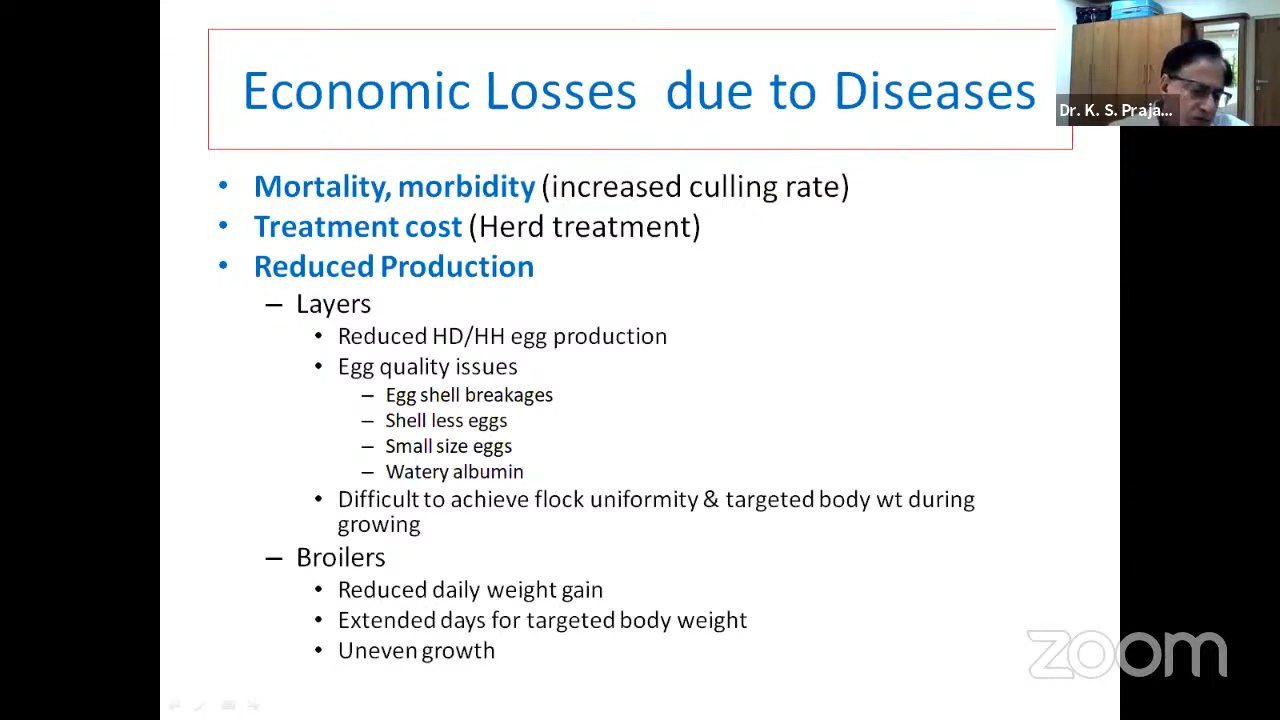 Economic Losses due to Diseases
Dr. K. S. Praja...
• Mortality, morbidity (increased culling rate)
• Treatment cost (Herd treatment)
• Reduced Production
– Layers
• Reduced HD/HH egg production
• Egg quality issues
– Egg shell breakages
– Shell less eggs
– Small size eggs
– Watery albumin
• Difficult to achieve flock uniformity & targeted body wt during
growing
– Broilers
• Reduced daily weight gain
• Extended days for targeted body weight
• Uneven growth
zoom